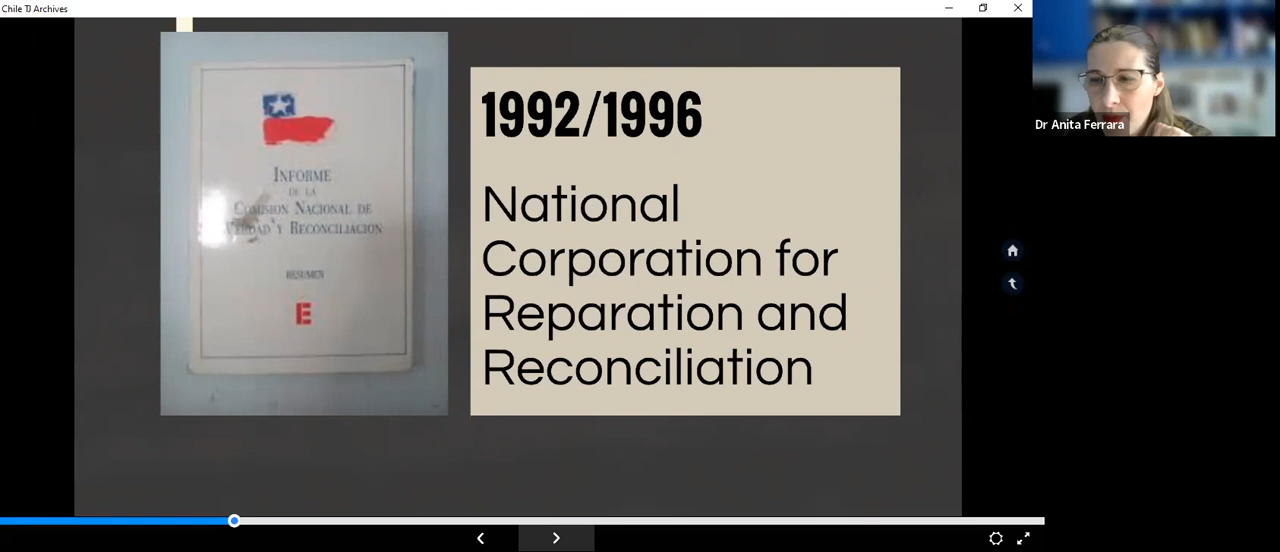 Chile TJ Archives
INFORME
DE LA
COMISION NACIONAL DE
VERDAD Y RECONCILIACION
RESUMEN
E
1992/1996
National
Corporation for
Reparation and
Reconciliation
Dr Anita Ferrara